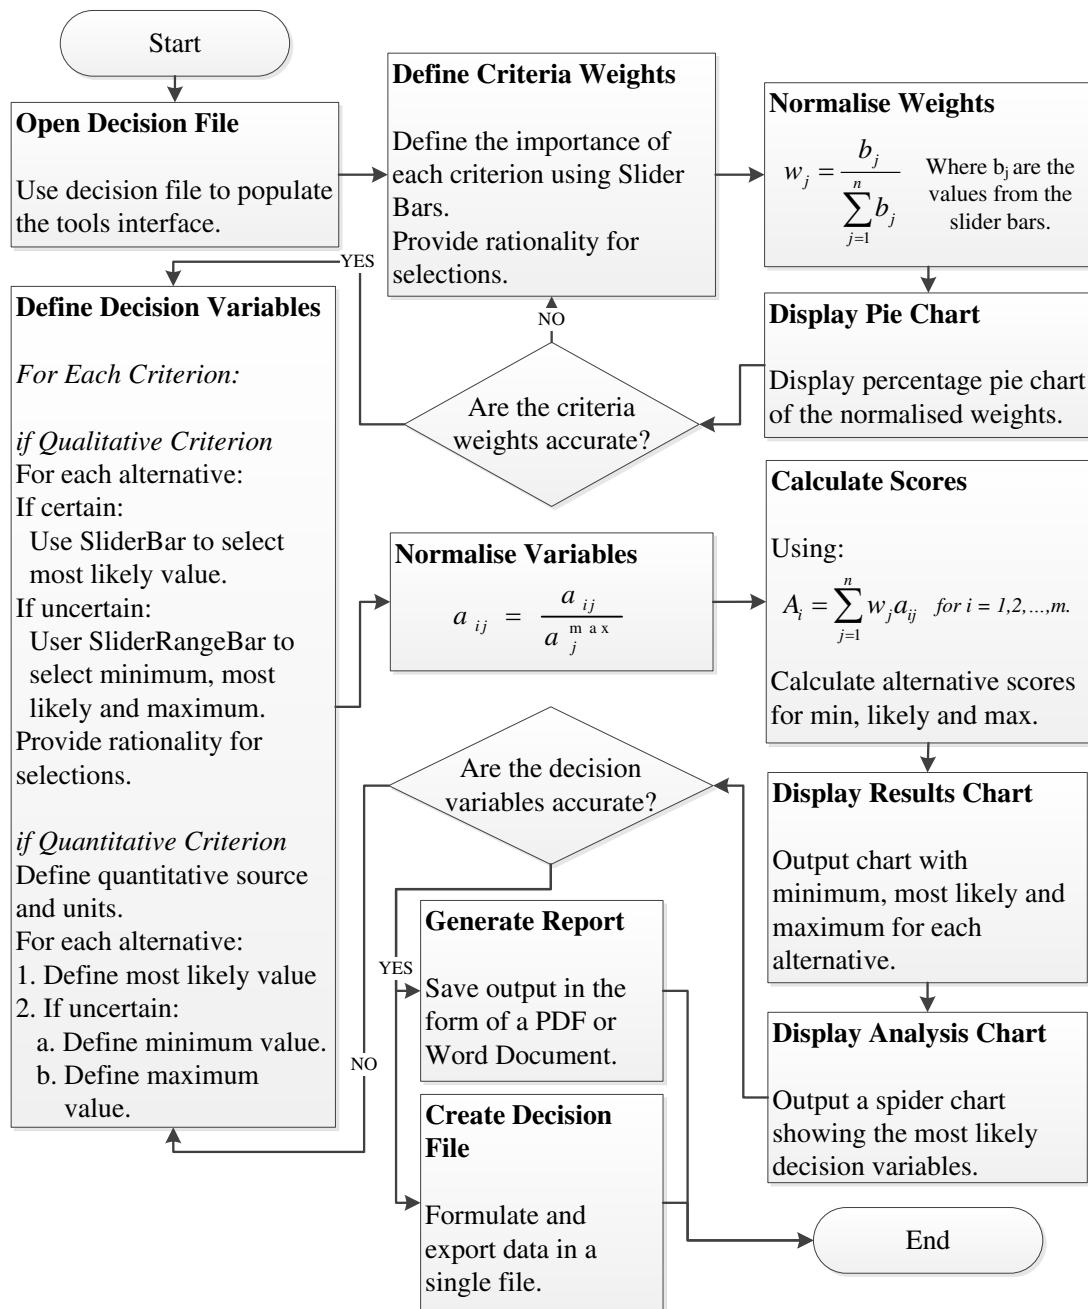 Start
Open Decision File
Use decision file to populate
the tools interface.
Define Criteria Weights
Define the importance of
each criterion using Slider
Bars.
Provide rationality for
selections.
Normalise Weights
w_j = b_j / ∑_{j=1}^{n} b_j
Where b_j are the
values from the
slider bars.
Display Pie Chart
Display percentage pie chart
of the normalised weights.
Are the criteria
weights accurate?
NO
YES
Define Decision Variables
For Each Criterion:
if Qualitative Criterion
For each alternative:
If certain:
Use SliderBar to select
most likely value.
If uncertain:
User SliderRangeBar to
select minimum, most
likely and maximum.
Provide rationality for
selections.
if Quantitative Criterion
Define quantitative source
and units.
For each alternative:
1. Define most likely value
2. If uncertain:
a. Define minimum value.
b. Define maximum
value.
Normalise Variables
a_{ij} = a_{ij} / a_j^{max}
Calculate Scores
Using:
A_i = ∑_{j=1}^{n} w_j a_{ij} for i = 1,2,...,m.
Calculate alternative scores
for min, likely and max.
Display Results Chart
Output chart with
minimum, most likely and
maximum for each
alternative.
Display Analysis Chart
Output a spider chart
showing the most likely
decision variables.
Are the decision
variables accurate?
NO
YES
Generate Report
Save output in the
form of a PDF or
Word Document.
Create Decision
File
Formulate and
export data in a
single file.
End